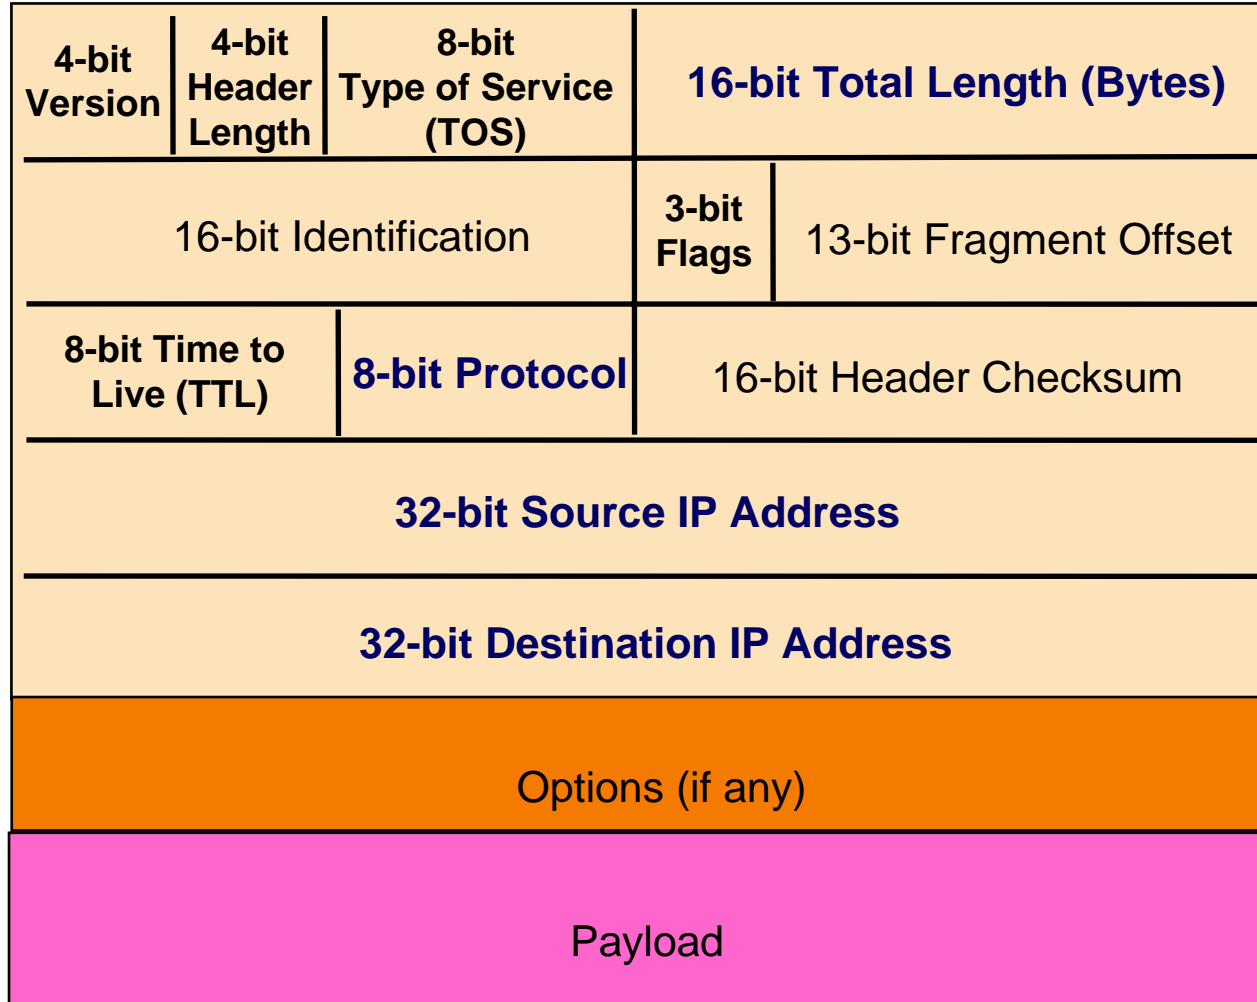 4-bit
Version
4-bit
Header
Length
8-bit
Type of Service
(TOS)
16-bit Total Length (Bytes)
16-bit Identification
3-bit
Flags
13-bit Fragment Offset
8-bit Time to
Live (TTL)
8-bit Protocol
16-bit Header Checksum
32-bit Source IP Address
32-bit Destination IP Address
Options (if any)
Payload